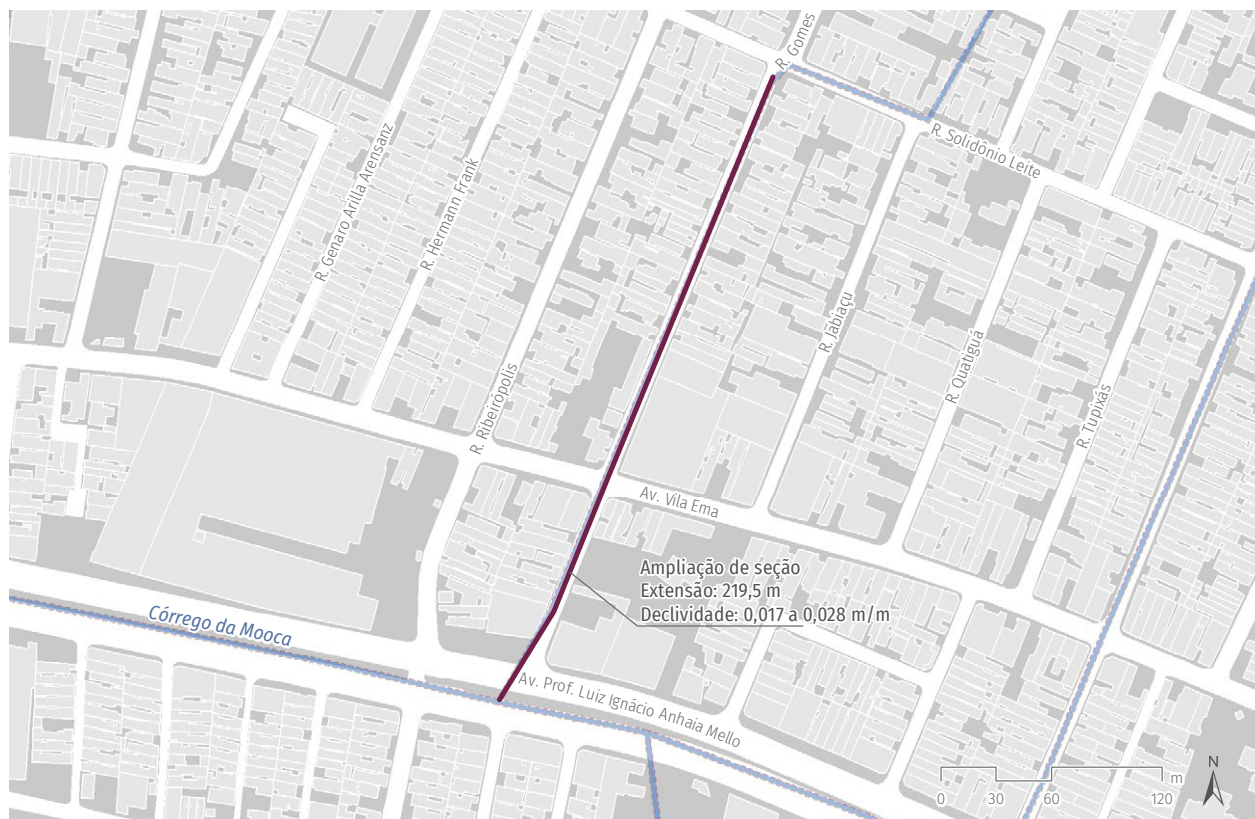 R. Gomes
R. Solidônio Leite
R. Genaro Arilla Arensanz
R. Hermann Frank
R. Ribeirópolis
R. Jabiaçu
R. Quatiguá
R. Tupixás
Av. Vila Ema
Ampliação de seção
Extensão: 219,5 m
Declividade: 0,017 a 0,028 m/m
Córrego da Mooca
Av. Prof. Luiz Ignácio Anhaia Mello
N
m
0 30 60 120